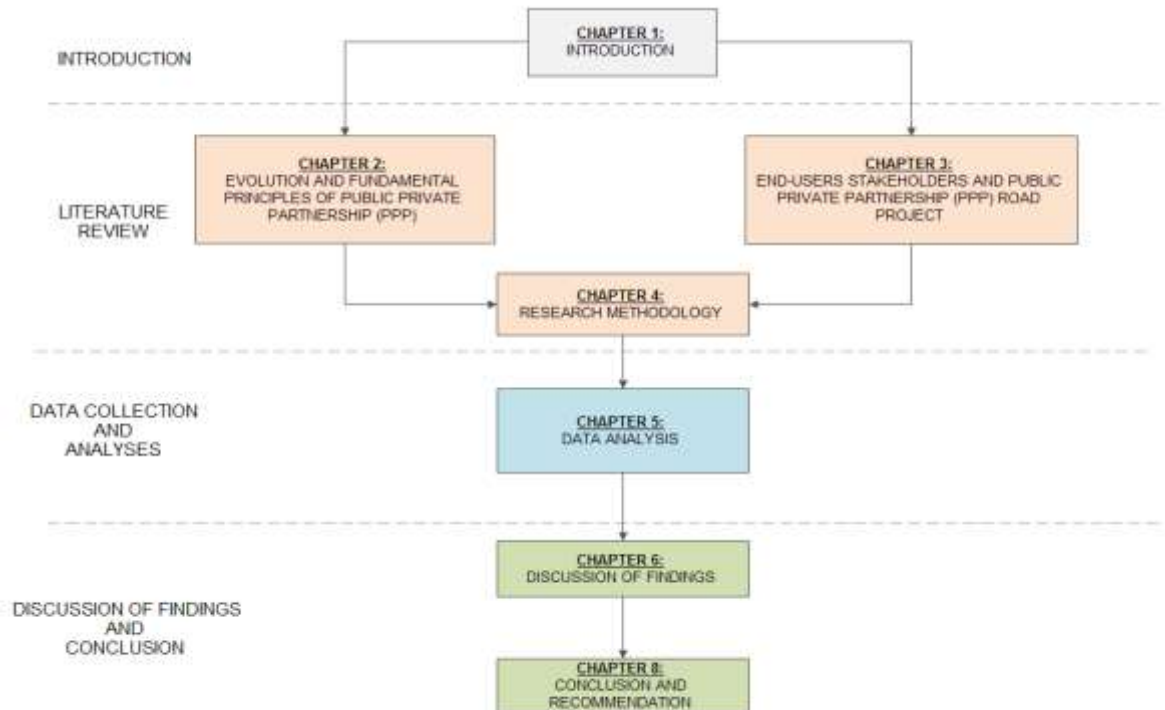 CHAPTER 1:
INTRODUCTION
INTRODUCTION
CHAPTER 2:
EVOLUTION AND FUNDAMENTAL
PRINCIPLES OF PUBLIC PRIVATE
PARTNERSHIP (PPP)
CHAPTER 3:
END-USERS STAKEHOLDERS AND PUBLIC
PRIVATE PARTNERSHIP (PPP) ROAD
PROJECT
LITERATURE
REVIEW
CHAPTER 4:
RESEARCH METHODOLOGY
DATA COLLECTION
AND
ANALYSES
CHAPTER 5:
DATA ANALYSIS
CHAPTER 6:
DISCUSSION OF FINDINGS
DISCUSSION OF FINDINGS
AND
CONCLUSION
CHAPTER 8:
CONCLUSION AND
RECOMMENDATION